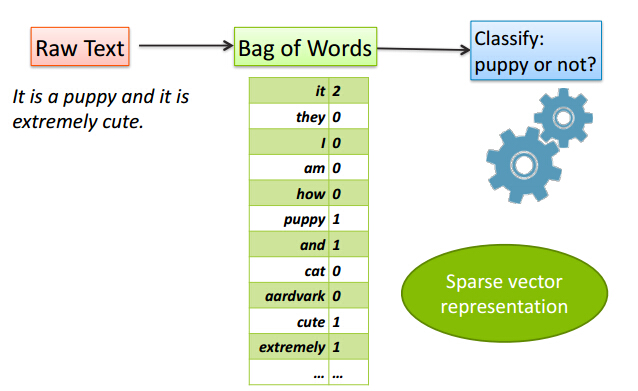 Raw Text
Bag of Words
Classify:
puppy or not?
It is a puppy and it is
extremely cute.
it 2
they 0
I 0
am 0
how 0
puppy 1
and 1
cat 0
aardvark 0
cute 1
extremely 1
... ...
Sparse vector
representation